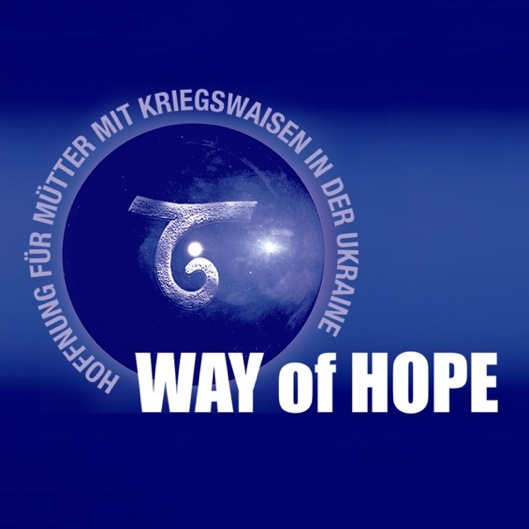 HOFFNUNG FÜR MÜTTER MIT KRIEGSWAISEN IN DER UKRAINE
WAY of HOPE